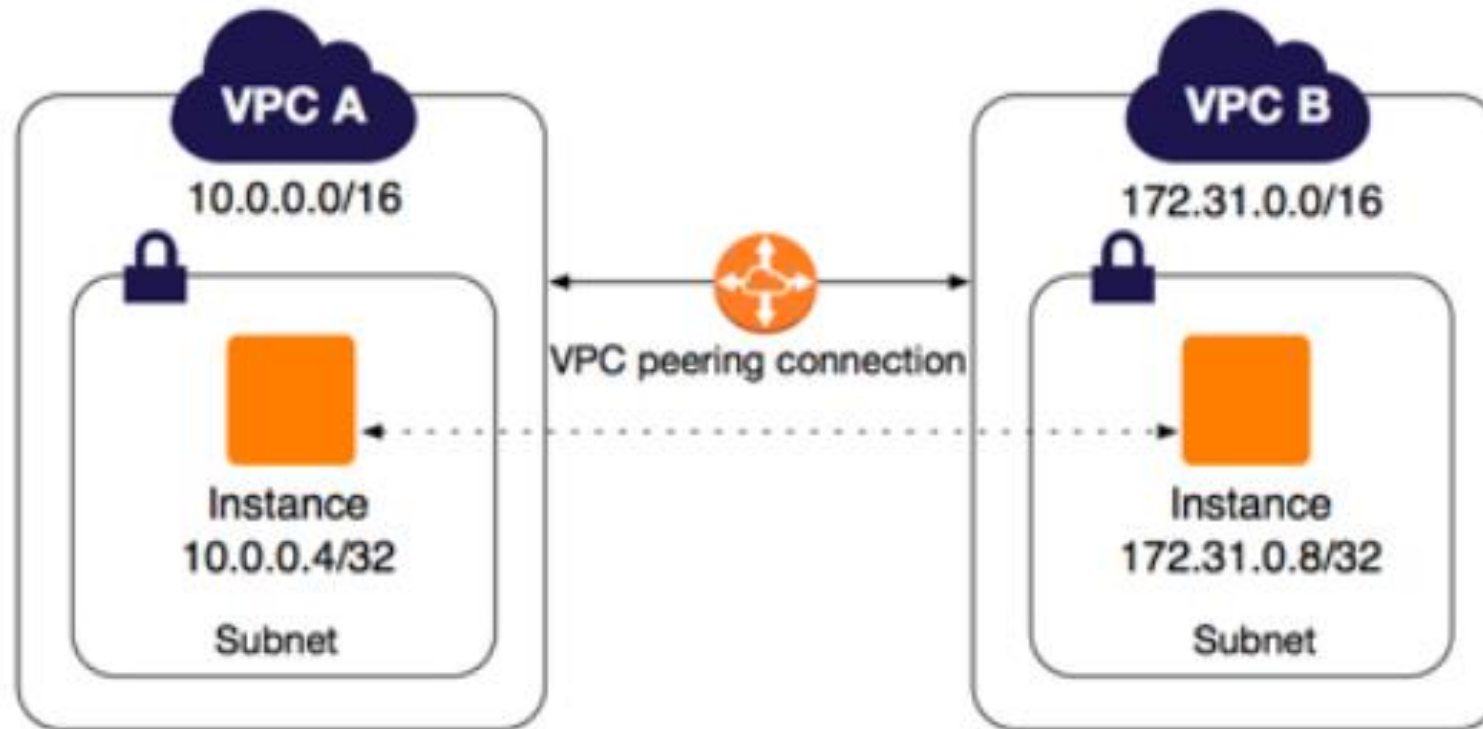 VPC A
10.0.0.0/16
Instance
10.0.0.4/32
Subnet
VPC peering connection
VPC B
172.31.0.0/16
Instance
172.31.0.8/32
Subnet